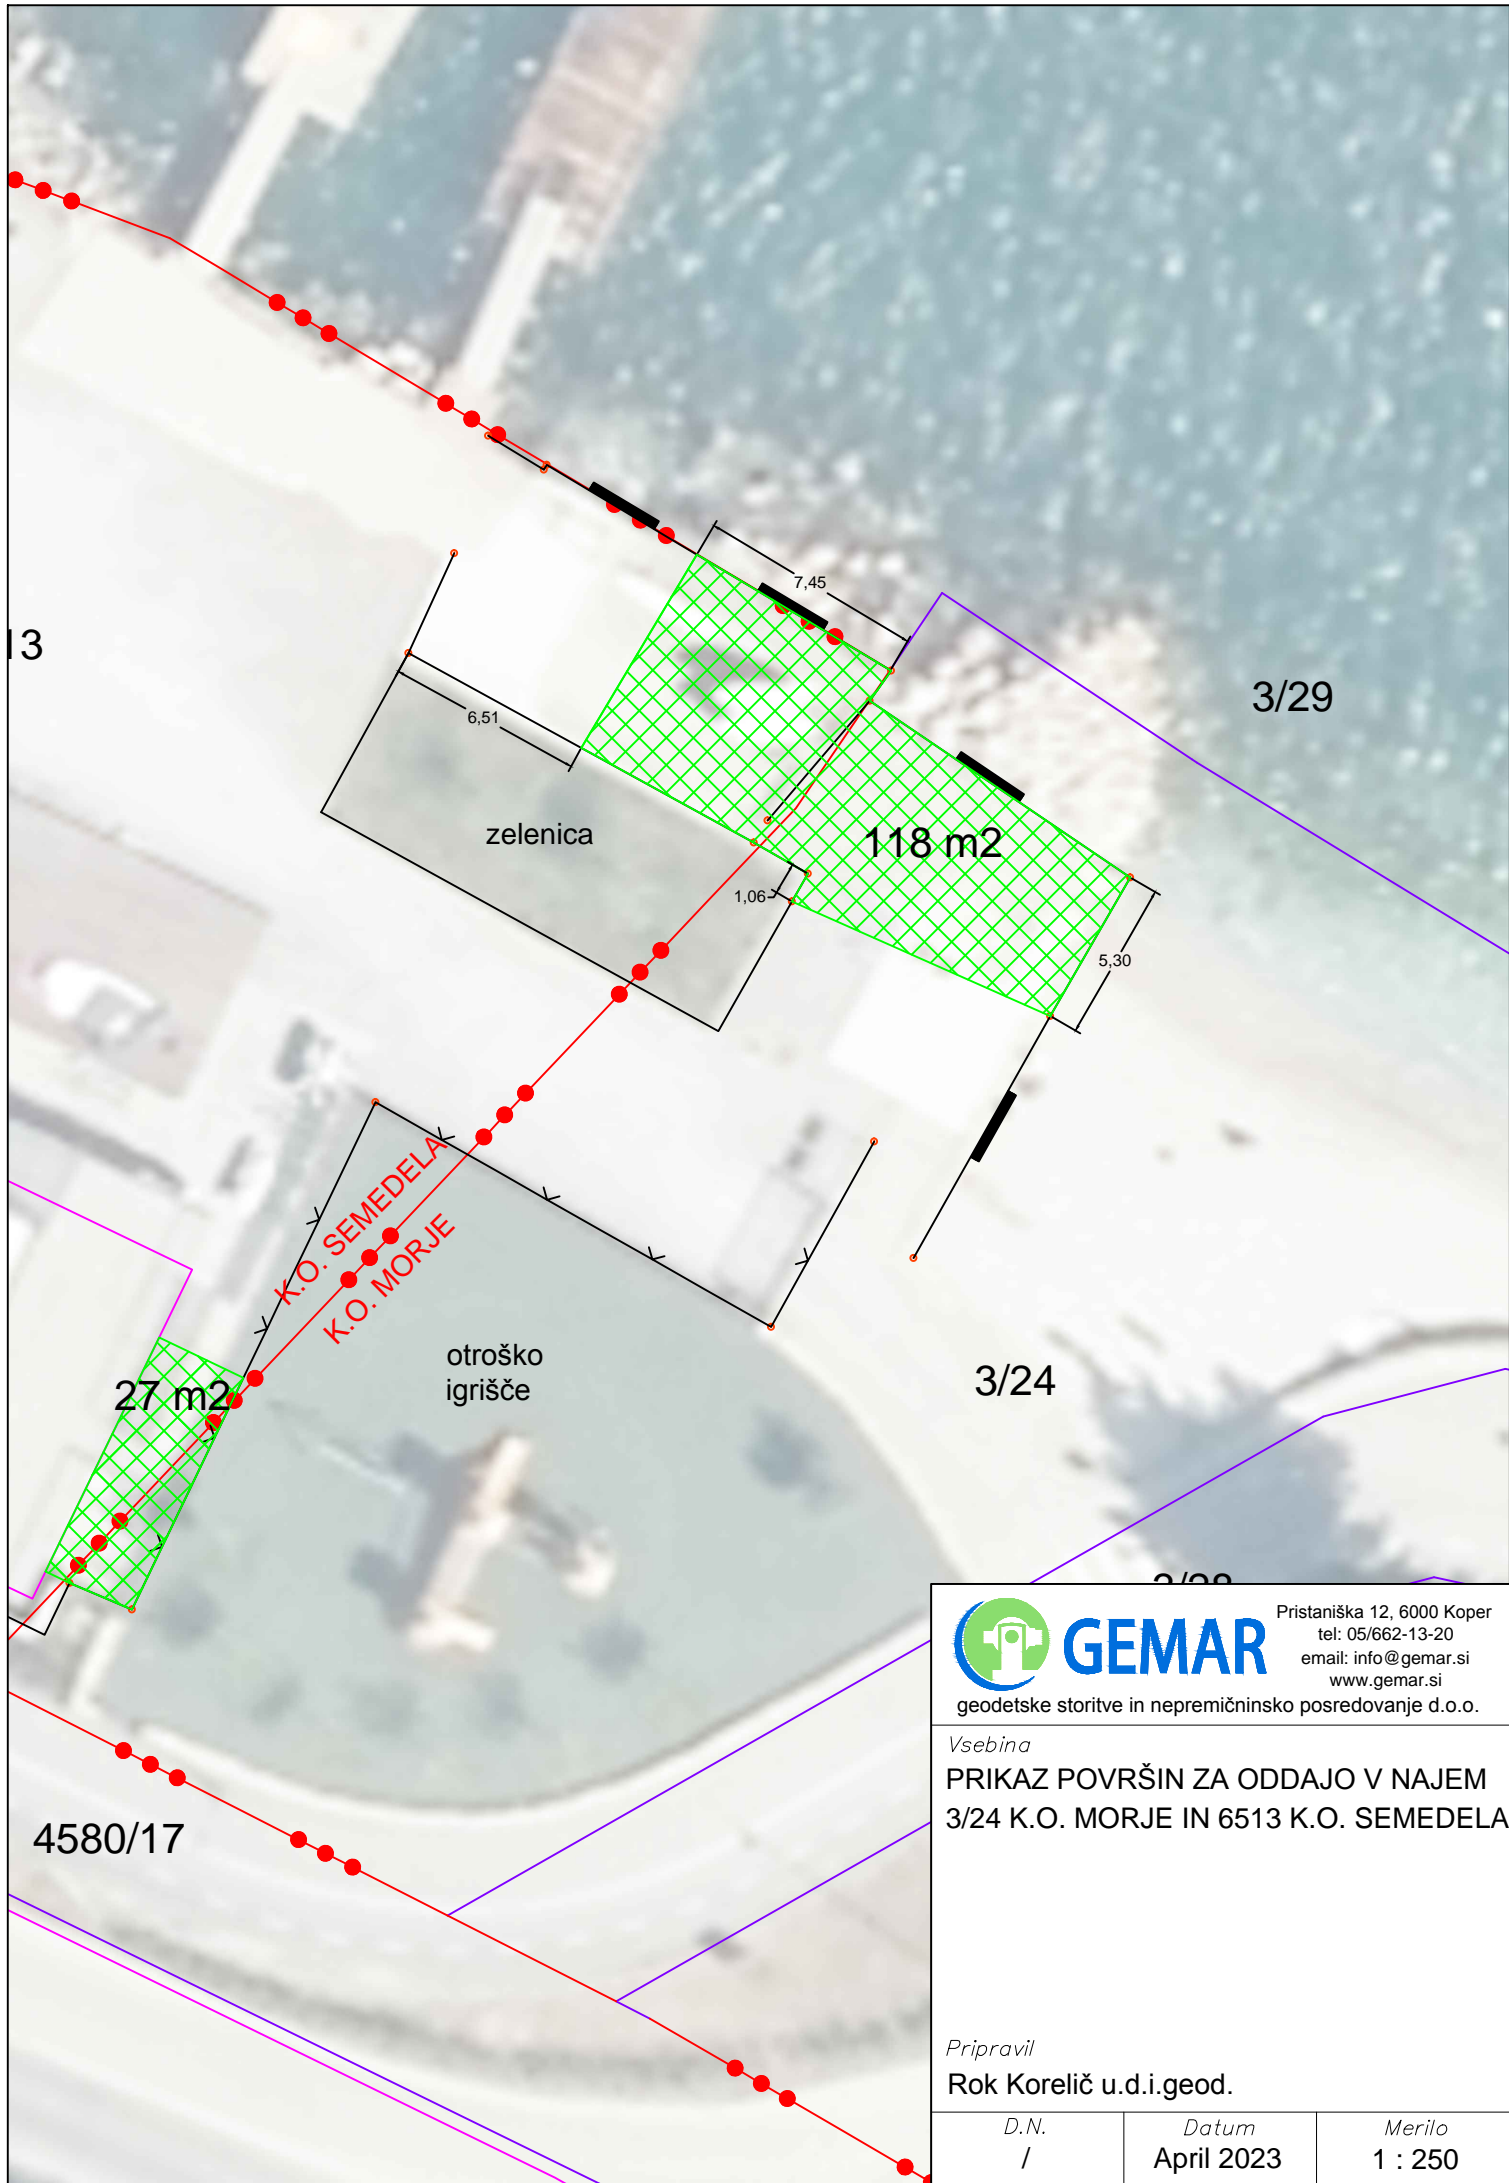 7,45
13
3/29
6,51
zelenica
118 m2
1,06
5,30
K.O. SEMEDELA
K.O. MORJE
otroško
igrišče
3/24
27 m2
GEMAR
Pristaniška 12, 6000 Koper
tel: 05/662-13-20
email: info@gemar.si
www.gemar.si
geodetske storitve in nepremičninsko posredovanje d.o.o.
Vsebina
PRIKAZ POVRŠIN ZA ODDAJO V NAJEM
3/24 K.O. MORJE IN 6513 K.O. SEMEDELA
4580/17
Pripravil
Rok Korelič u.d.i.geod.
D.N. Datum Merilo
/ April 2023 1 : 250